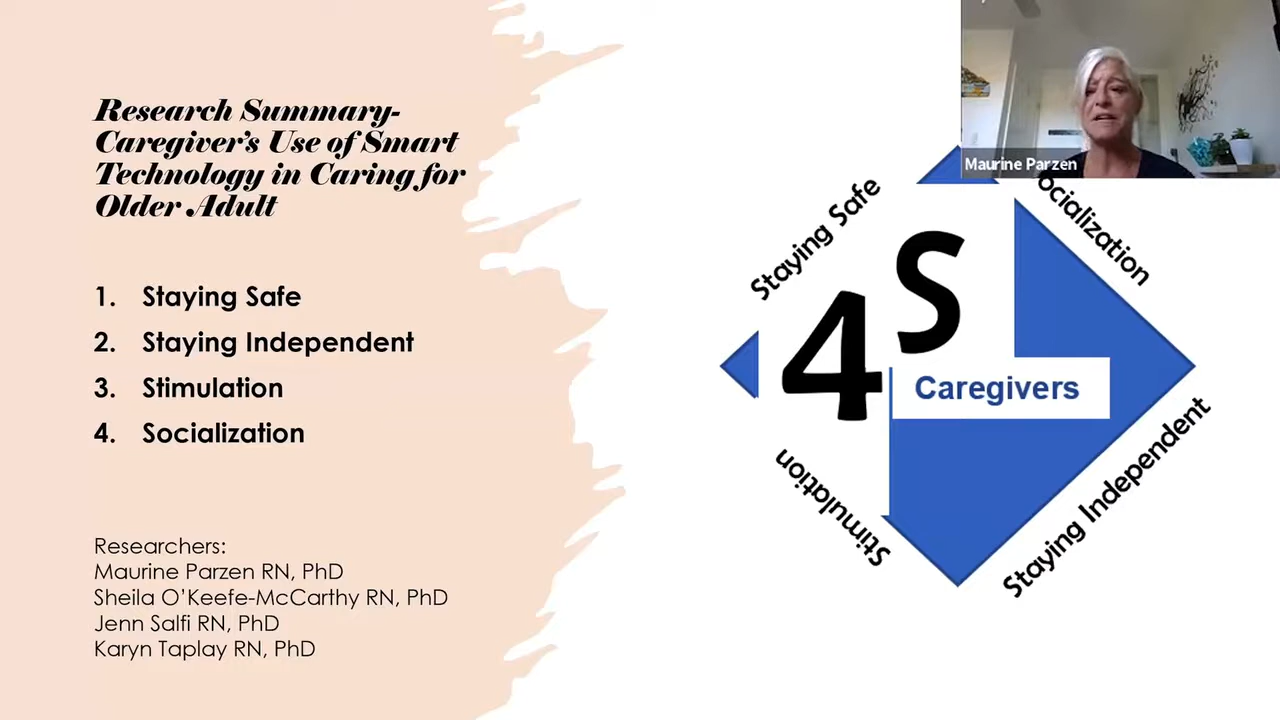 Research Summary-
Caregiver's Use of Smart
Technology in Caring for
Older Adult
1. Staying Safe
2. Staying Independent
3. Stimulation
4. Socialization
Researchers:
Maurine Parzen RN, PhD
Sheila O'Keefe-McCarthy RN, PhD
Jenn Salfi RN, PhD
Karyn Taplay RN, PhD
Maurine Parzen
Staying Safe
ocialization
4S
Caregivers
Stimulation
Staying Independent